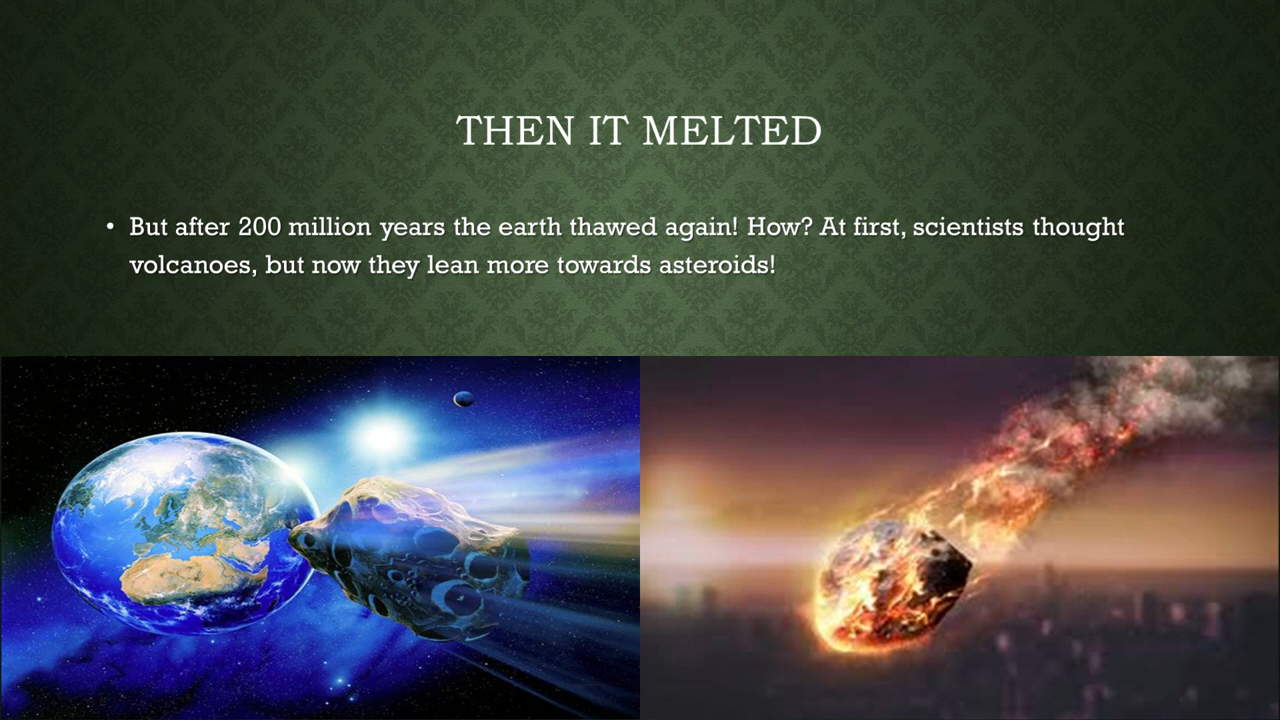 THEN IT MELTED
• But after 200 million years the earth thawed again! How? At first, scientists thought
volcanoes, but now they lean more towards asteroids!